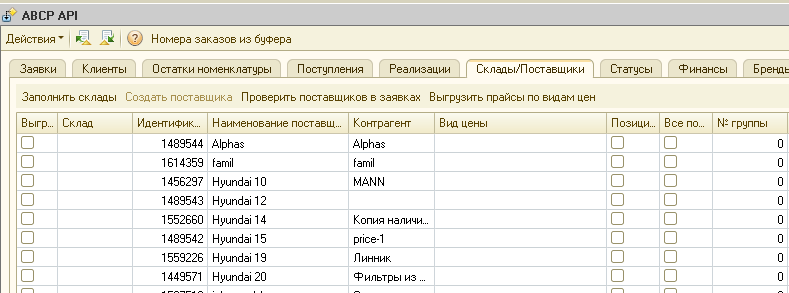 ABCP API
Действия Номера заказов из буфера
Заявки Клиенты Остатки номенклатуры Поступления Реализации Склады/Поставщики Статусы Финансы Бренды
Заполнить склады Создать поставщика Проверить поставщиков в заявках Выгрузить прайсы по видам цен
Выгр... Склад Идентифик... Наименование поставщ... Контрагент Вид цены Позици... Все по... № группы
1489544 Alphas Alphas 0
1614359 famil famil 0
1456297 Hyundai 10 MANN 0
1489543 Hyundai 12 0
1552660 Hyundai 14 Копия наличи... 0
1489542 Hyundai 15 price-1 0
1559226 Hyundai 19 Линник 0
1449571 Hyundai 20 Фильтры из ... 0